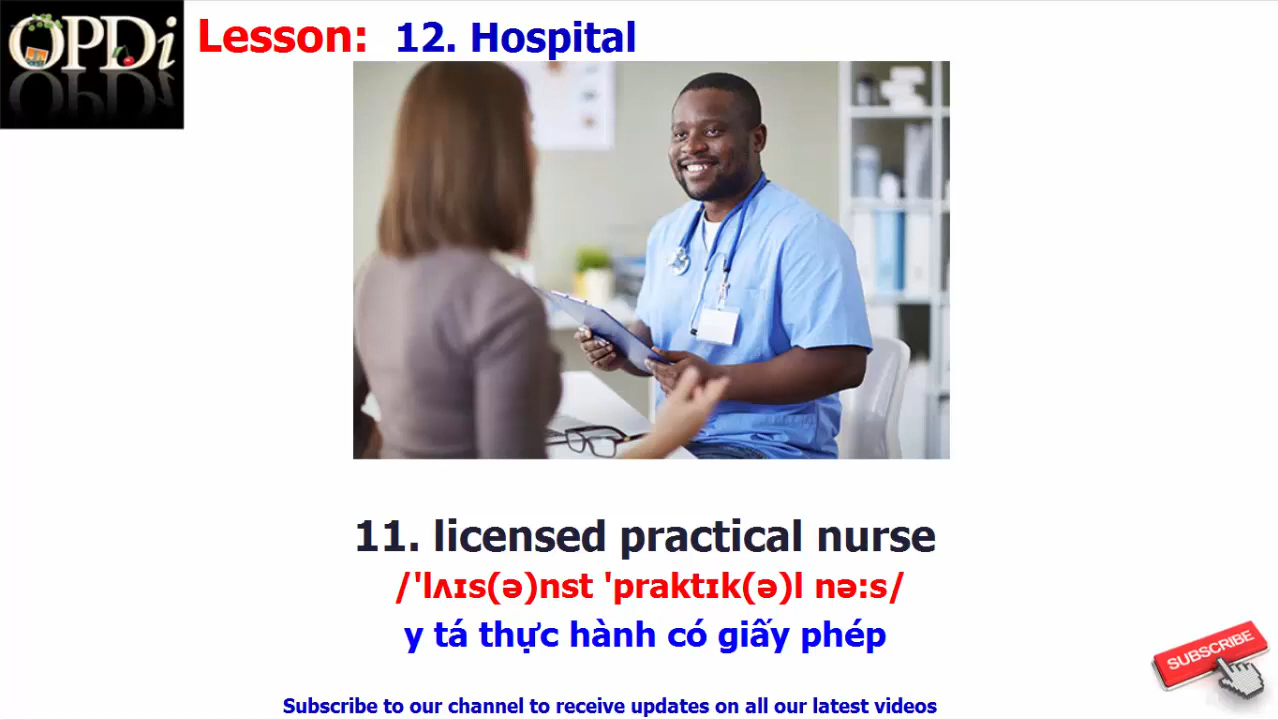 OPDi
Lesson: 12. Hospital
11. licensed practical nurse
/ˈlʌɪs(ə)nst ˈpraktɪk(ə)l nəːs/
y tá thực hành có giấy phép
SUBSCRIBE
Subscribe to our channel to receive updates on all our latest videos